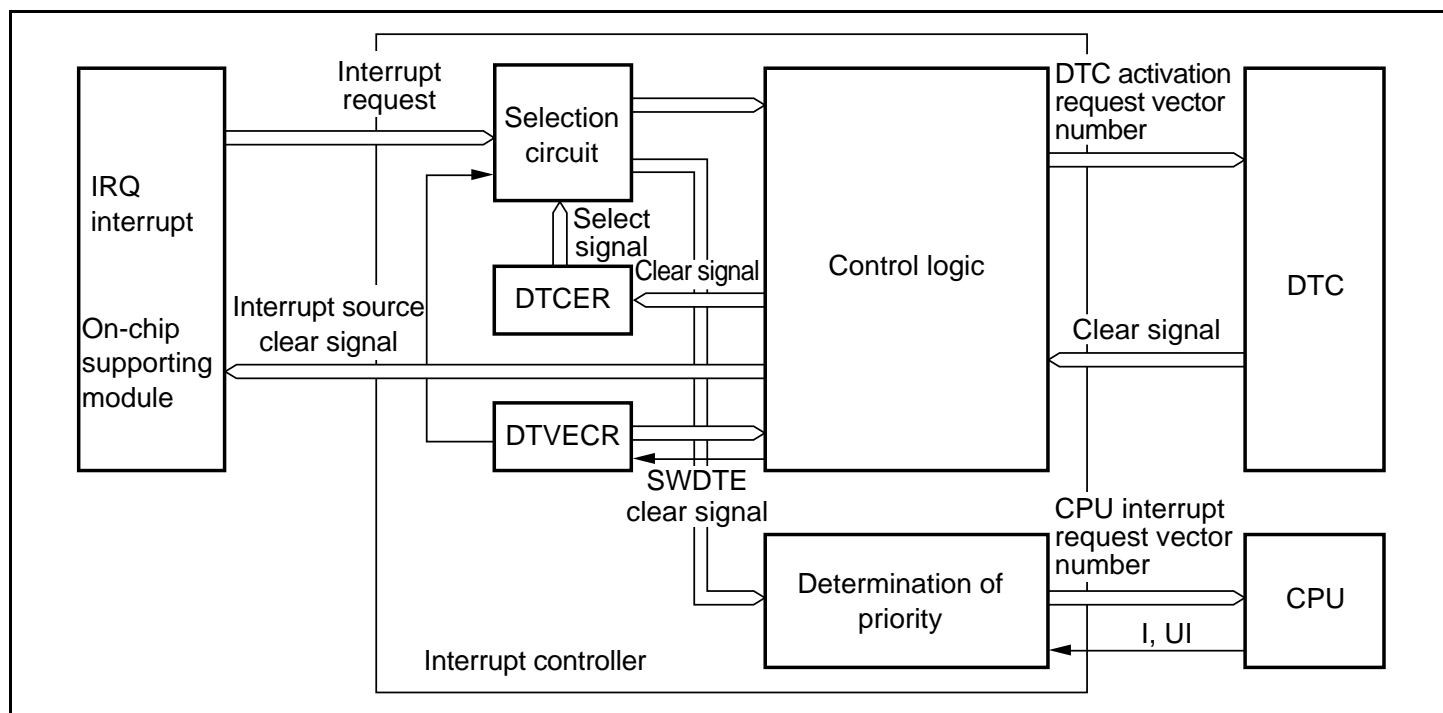 Interrupt
request
DTC activation
request vector
number
Selection
circuit
IRQ
interrupt
Select
signal
Clear signal
Control logic
DTCER
DTC
Interrupt source
clear signal
Clear signal
On-chip
supporting
module
DTVECR
SWDTE
clear signal
CPU interrupt
request vector
number
Determination of
priority
CPU
I, UI
Interrupt controller